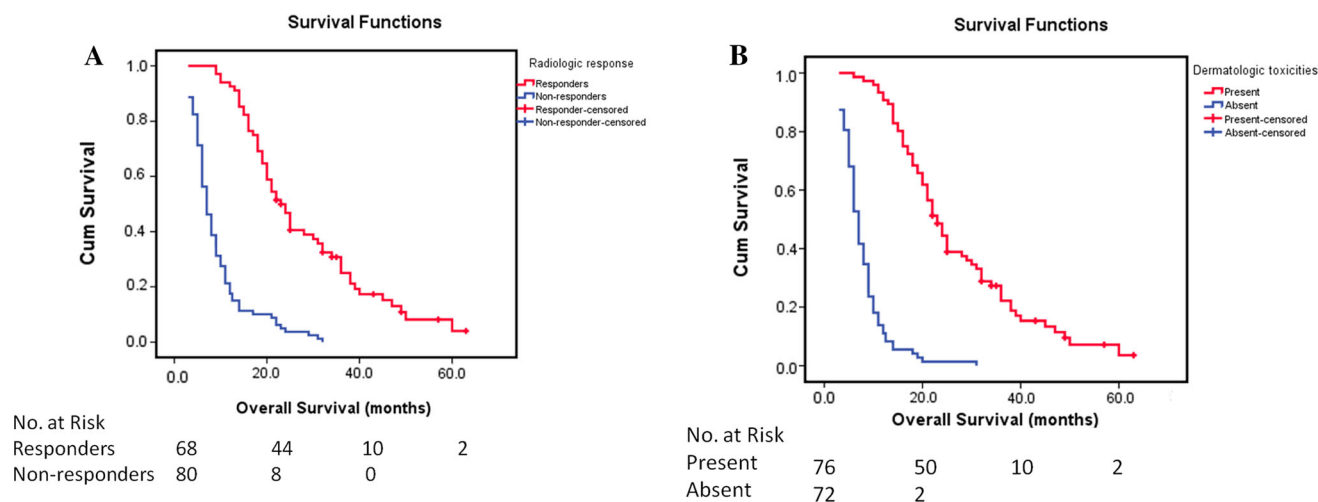 Survival Functions
A
Radiologic response
Responders
Non-responders
Responder-censored
Non-responder-censored
Cum Survival
1.0
0.8
0.6
0.4
0.2
0.0
0.0 20.0 40.0 60.0
Overall Survival (months)
No. at Risk
Responders 68 44 10 2
Non-responders 80 8 0
Survival Functions
B
Dermatologic toxicities
Present
Absent
Present-censored
Absent-censored
Cum Survival
1.0
0.8
0.6
0.4
0.2
0.0
0.0 20.0 40.0 60.0
Overall Survival (months)
No. at Risk
Present 76 50 10 2
Absent 72 2